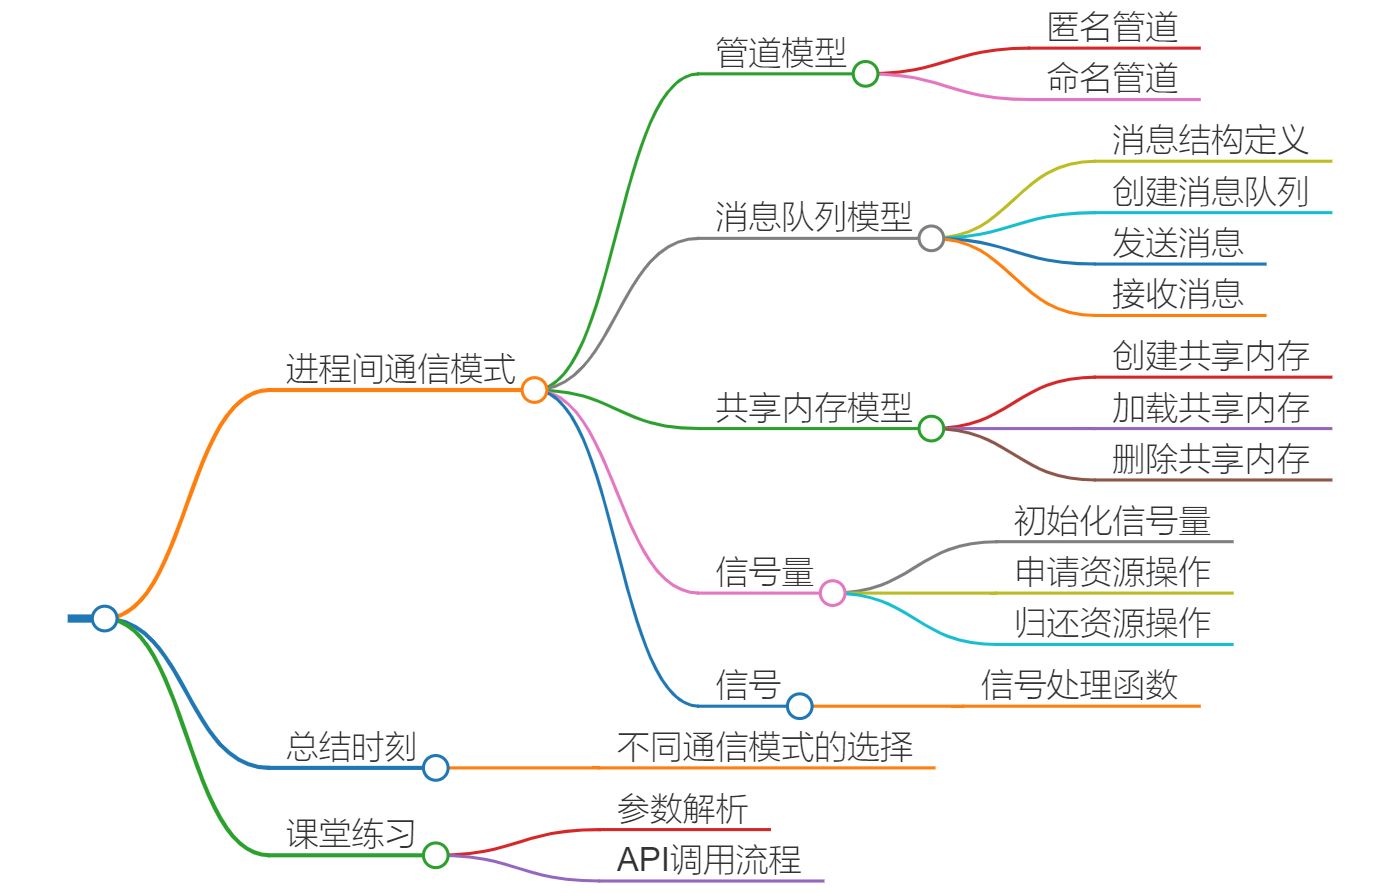 匿名管道
管道模型
命名管道
消息结构定义
创建消息队列
消息队列模型
发送消息
接收消息
进程间通信模式
创建共享内存
共享内存模型
加载共享内存
删除共享内存
初始化信号量
信号量
申请资源操作
归还资源操作
信号
信号处理函数
总结时刻
不同通信模式的选择
参数解析
课堂练习
API调用流程